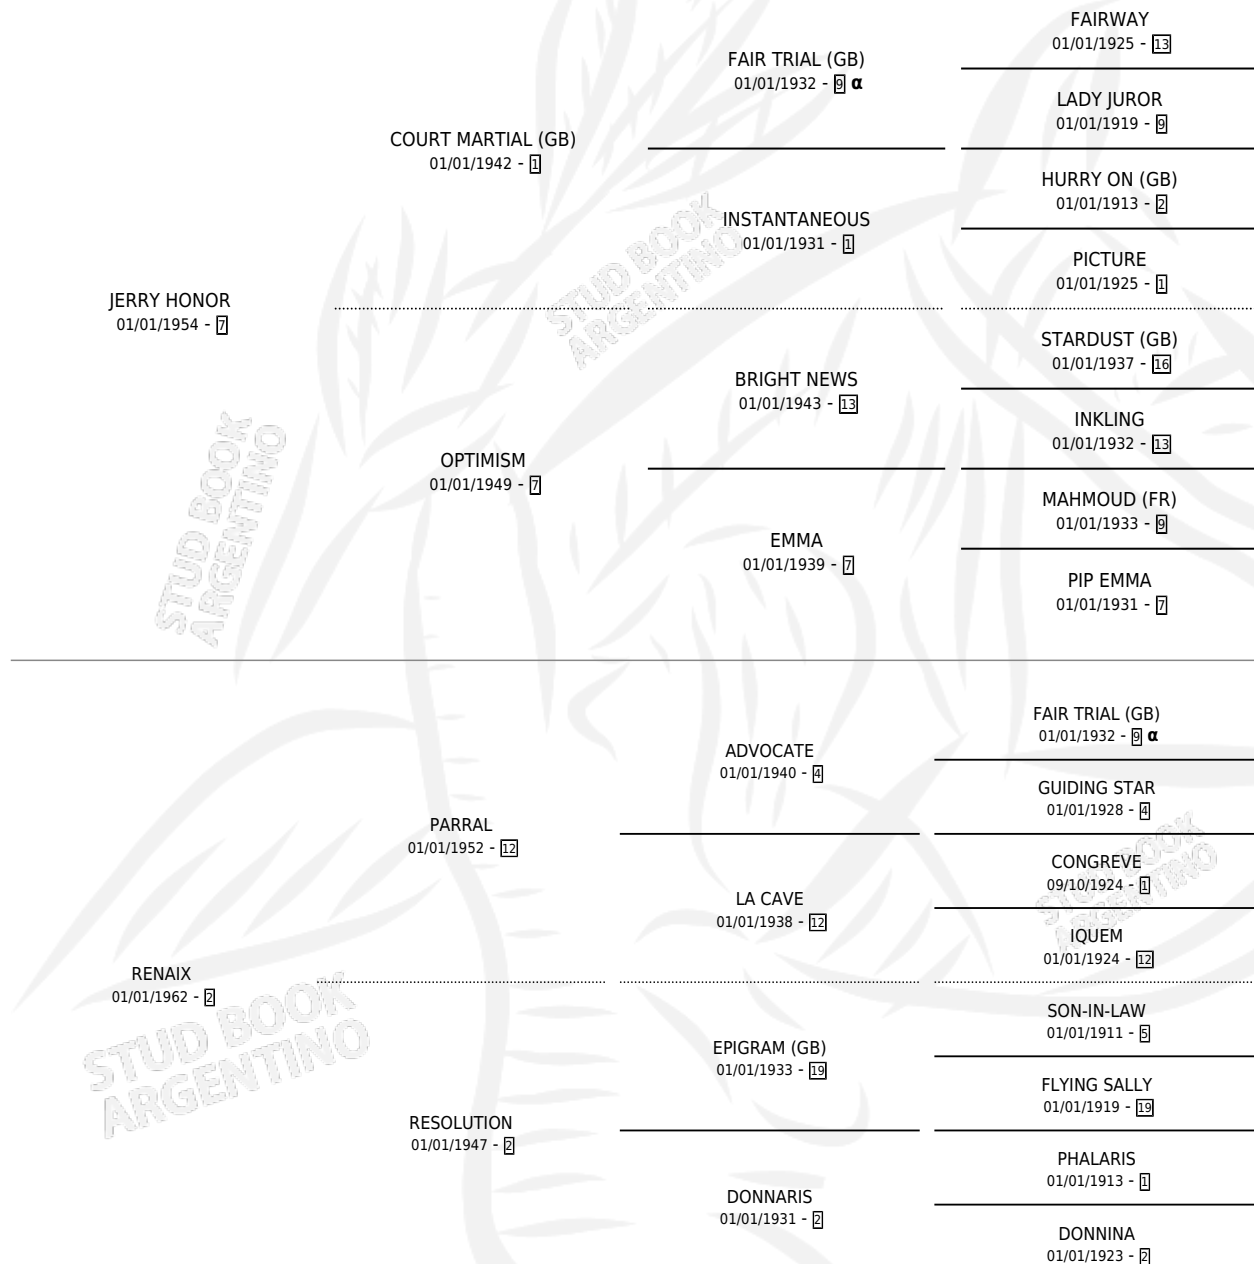 FAIRWAY
01/01/1925 - 13
FAIR TRIAL (GB)
01/01/1932 - 9 α
LADY JUROR
01/01/1919 - 9
COURT MARTIAL (GB)
01/01/1942 - 1
HURRY ON (GB)
01/01/1913 - 2
INSTANTANEOUS
01/01/1931 - 1
PICTURE
01/01/1925 - 1
JERRY HONOR
01/01/1954 - 7
STARDUST (GB)
01/01/1937 - 16
BRIGHT NEWS
01/01/1943 - 13
INKLING
01/01/1932 - 13
OPTIMISM
01/01/1949 - 7
MAHMOUD (FR)
01/01/1933 - 9
EMMA
01/01/1939 - 7
PIP EMMA
01/01/1931 - 7
FAIR TRIAL (GB)
01/01/1932 - 9 α
ADVOCATE
01/01/1940 - 4
GUIDING STAR
01/01/1928 - 4
PARRAL
01/01/1952 - 12
CONGREVE
09/10/1924 - 1
LA CAVE
01/01/1938 - 12
IQUEM
01/01/1924 - 12
RENAIX
01/01/1962 - 2
SON-IN-LAW
01/01/1911 - 5
EPIGRAM (GB)
01/01/1933 - 19
FLYING SALLY
01/01/1919 - 19
RESOLUTION
01/01/1947 - 2
PHALARIS
01/01/1913 - 1
DONNARIS
01/01/1931 - 2
DONNINA
01/01/1923 - 2
STUD BOOK
ARGENTINO
STUD BOOK
ARGENTINO
STUD BOOK
ARGENTINO
STUD BOOK
ARGENTINO